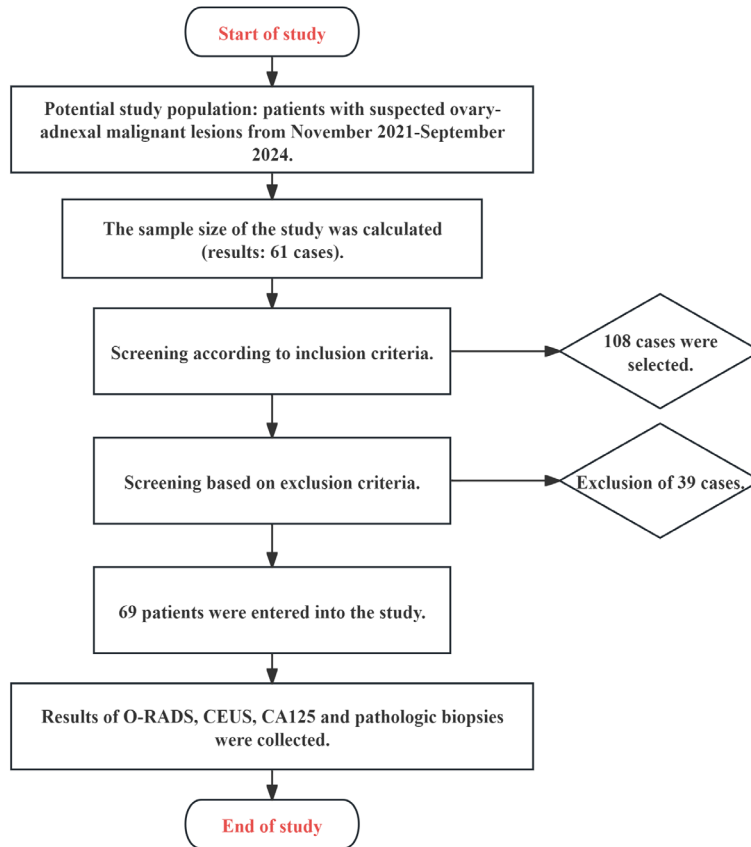 Start of study
Potential study population: patients with suspected ovary-
adnexal malignant lesions from November 2021-September
2024.
The sample size of the study was calculated
(results: 61 cases).
Screening according to inclusion criteria.
108 cases were
selected.
Screening based on exclusion criteria.
Exclusion of 39 cases.
69 patients were entered into the study.
Results of O-RADS, CEUS, CA125 and pathologic biopsies
were collected.
End of study